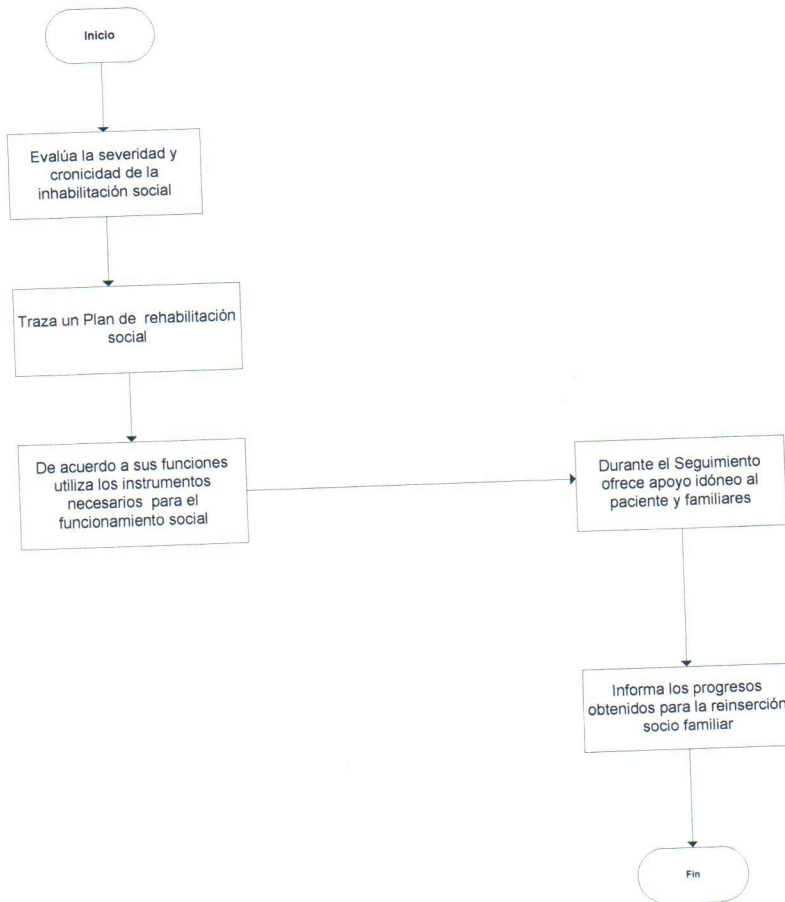 Inicio
Evalúa la severidad y
cronicidad de la
inhabilitación social
Traza un Plan de rehabilitación
social
De acuerdo a sus funciones
utiliza los instrumentos
necesarios para el
funcionamiento social
Durante el Seguimiento
ofrece apoyo idóneo al
paciente y familiares
Informa los progresos
obtenidos para la reinserción
socio familiar
Fin